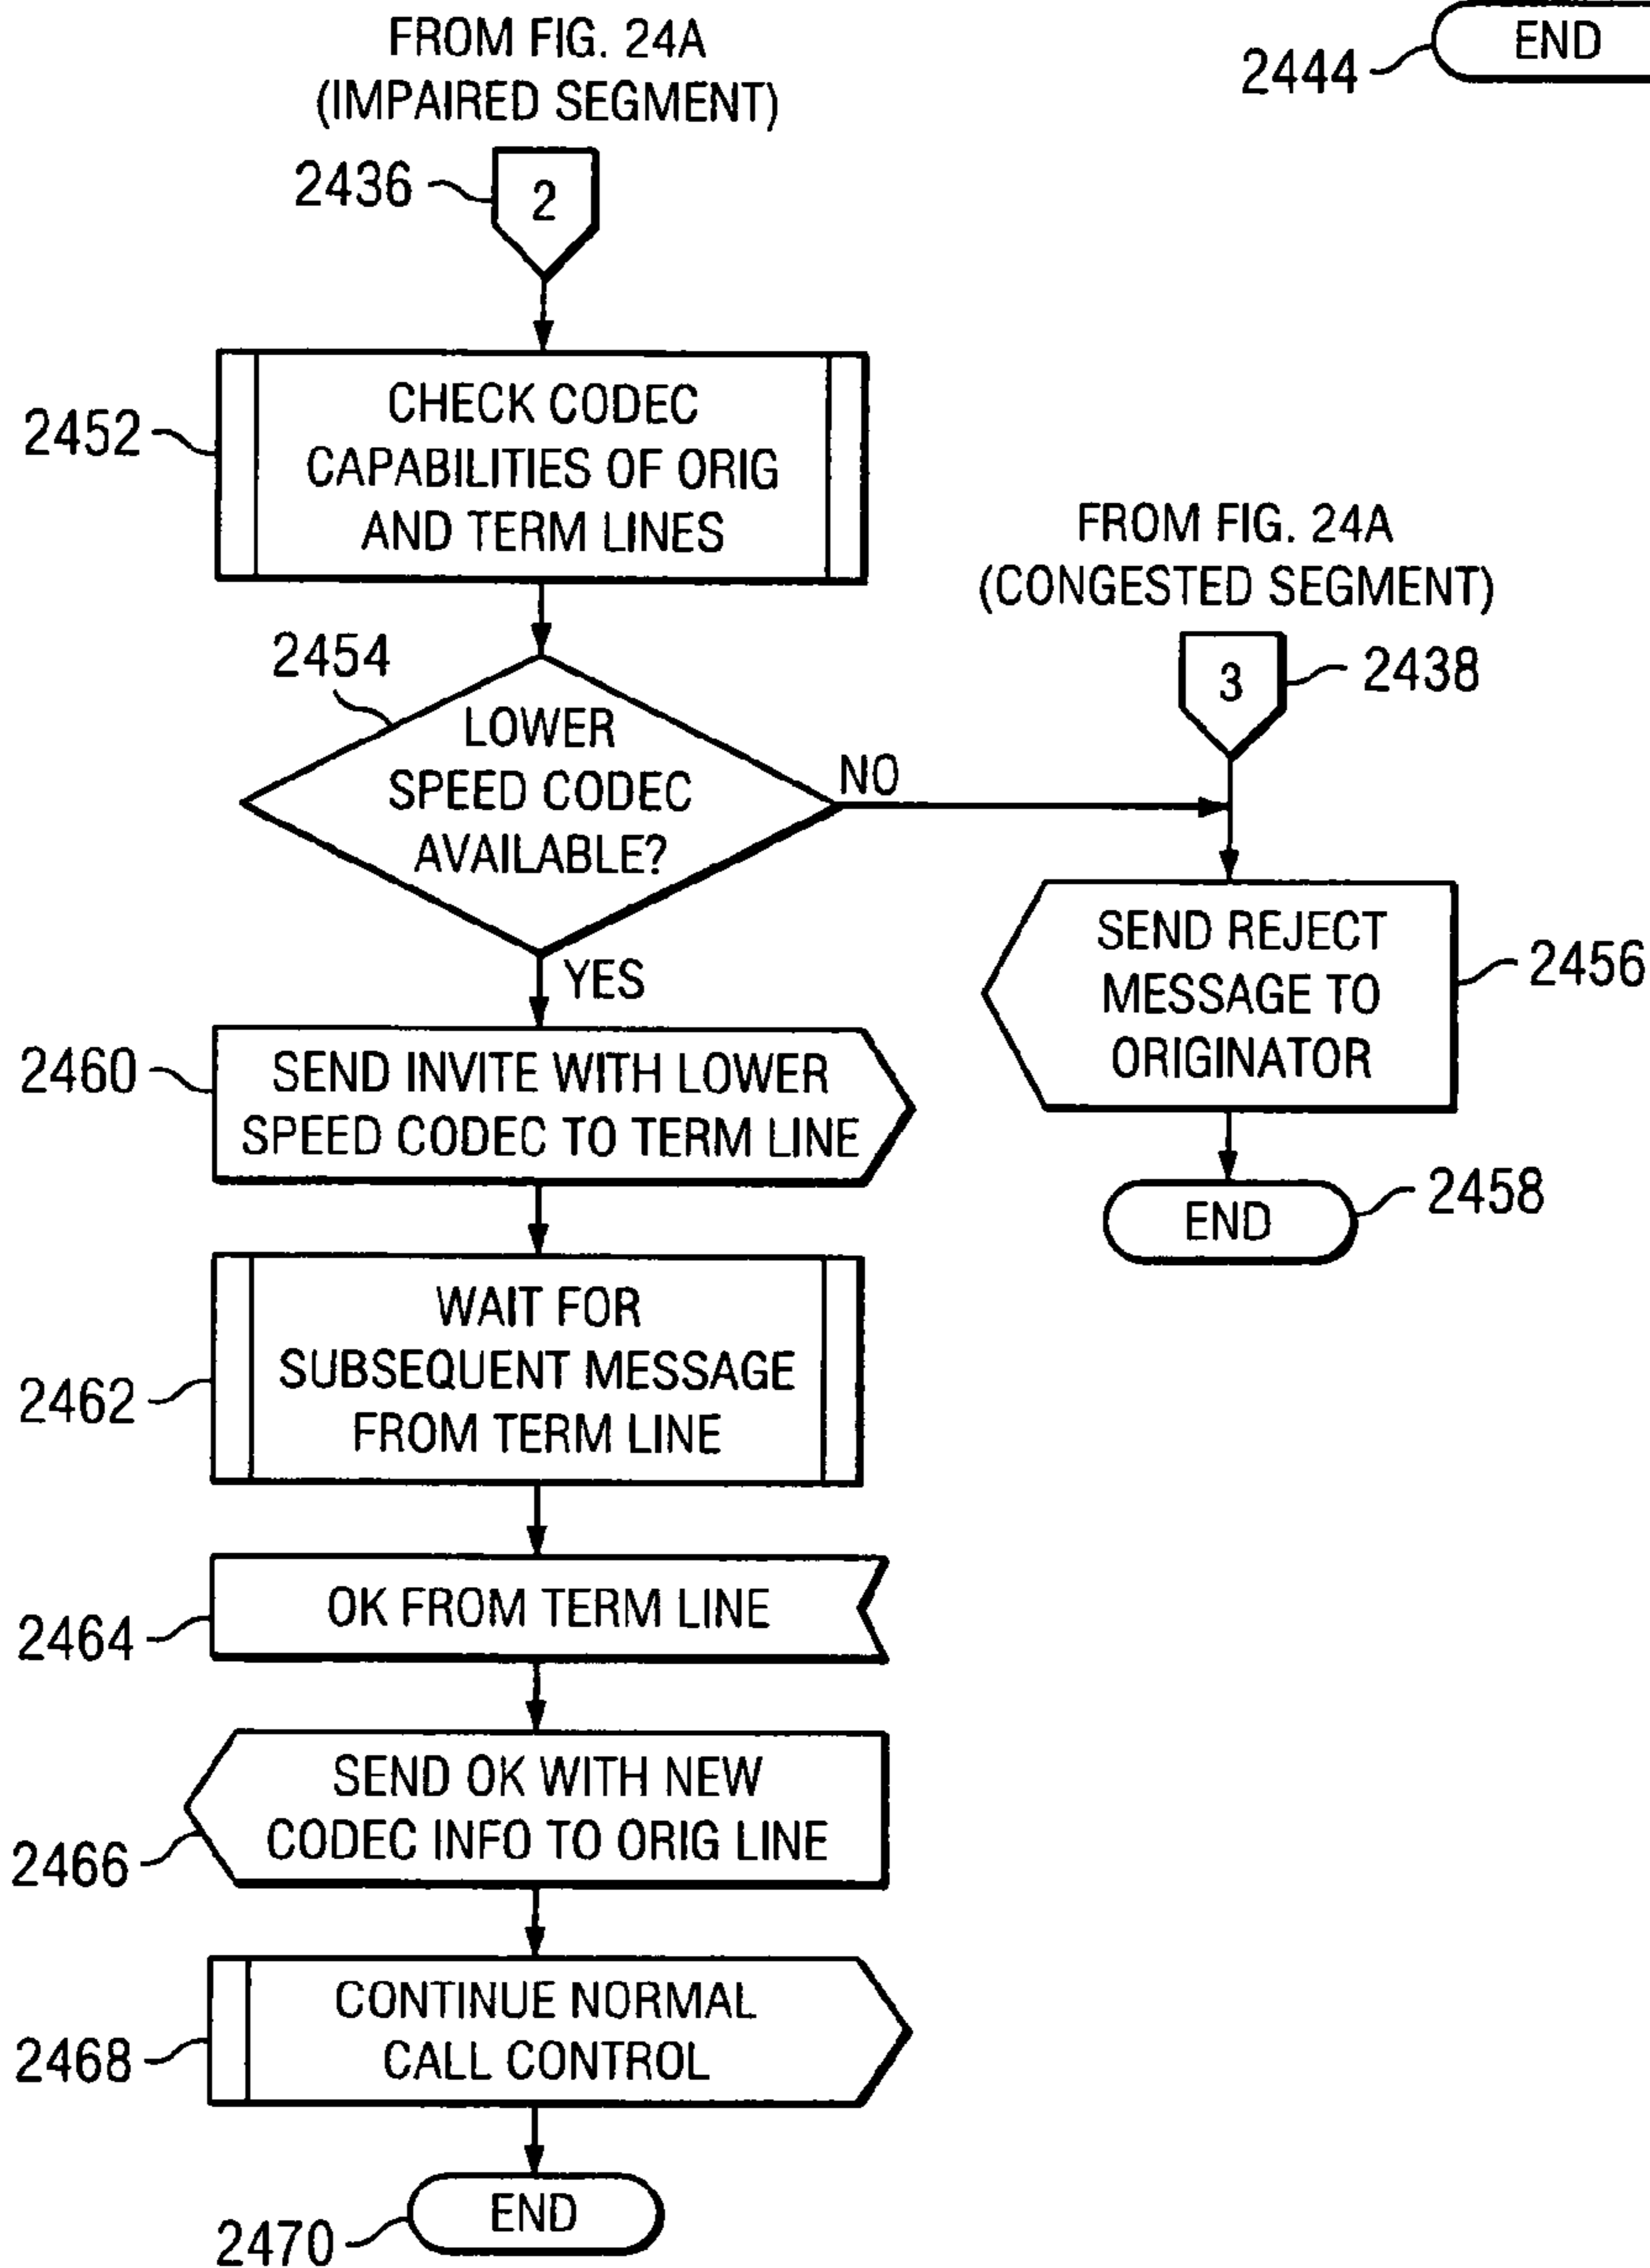 FROM FIG. 24A
(IMPAIRED SEGMENT)
2444
END
2436
2
2452
CHECK CODEC
CAPABILITIES OF ORIG
AND TERM LINES
FROM FIG. 24A
(CONGESTED SEGMENT)
2454
LOWER
SPEED CODEC
AVAILABLE?
NO
YES
3
2438
SEND REJECT
MESSAGE TO
ORIGINATOR
2456
END
2458
2460
SEND INVITE WITH LOWER
SPEED CODEC TO TERM LINE
2462
WAIT FOR
SUBSEQUENT MESSAGE
FROM TERM LINE
2464
OK FROM TERM LINE
2466
SEND OK WITH NEW
CODEC INFO TO ORIG LINE
2468
CONTINUE NORMAL
CALL CONTROL
2470
END